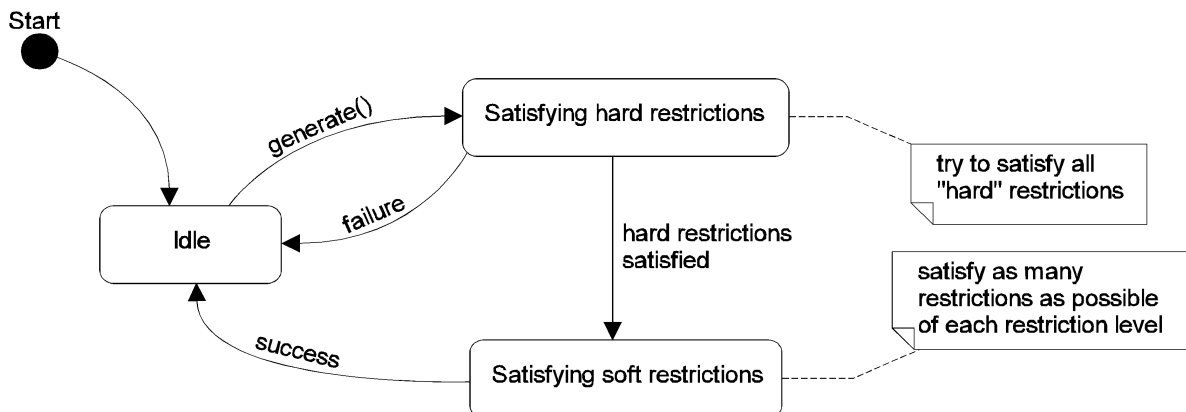 Start
generate()
Satisfying hard restrictions
try to satisfy all
"hard" restrictions
failure
Idle
hard restrictions
satisfied
satisfy as many
restrictions as possible
of each restriction level
success
Satisfying soft restrictions